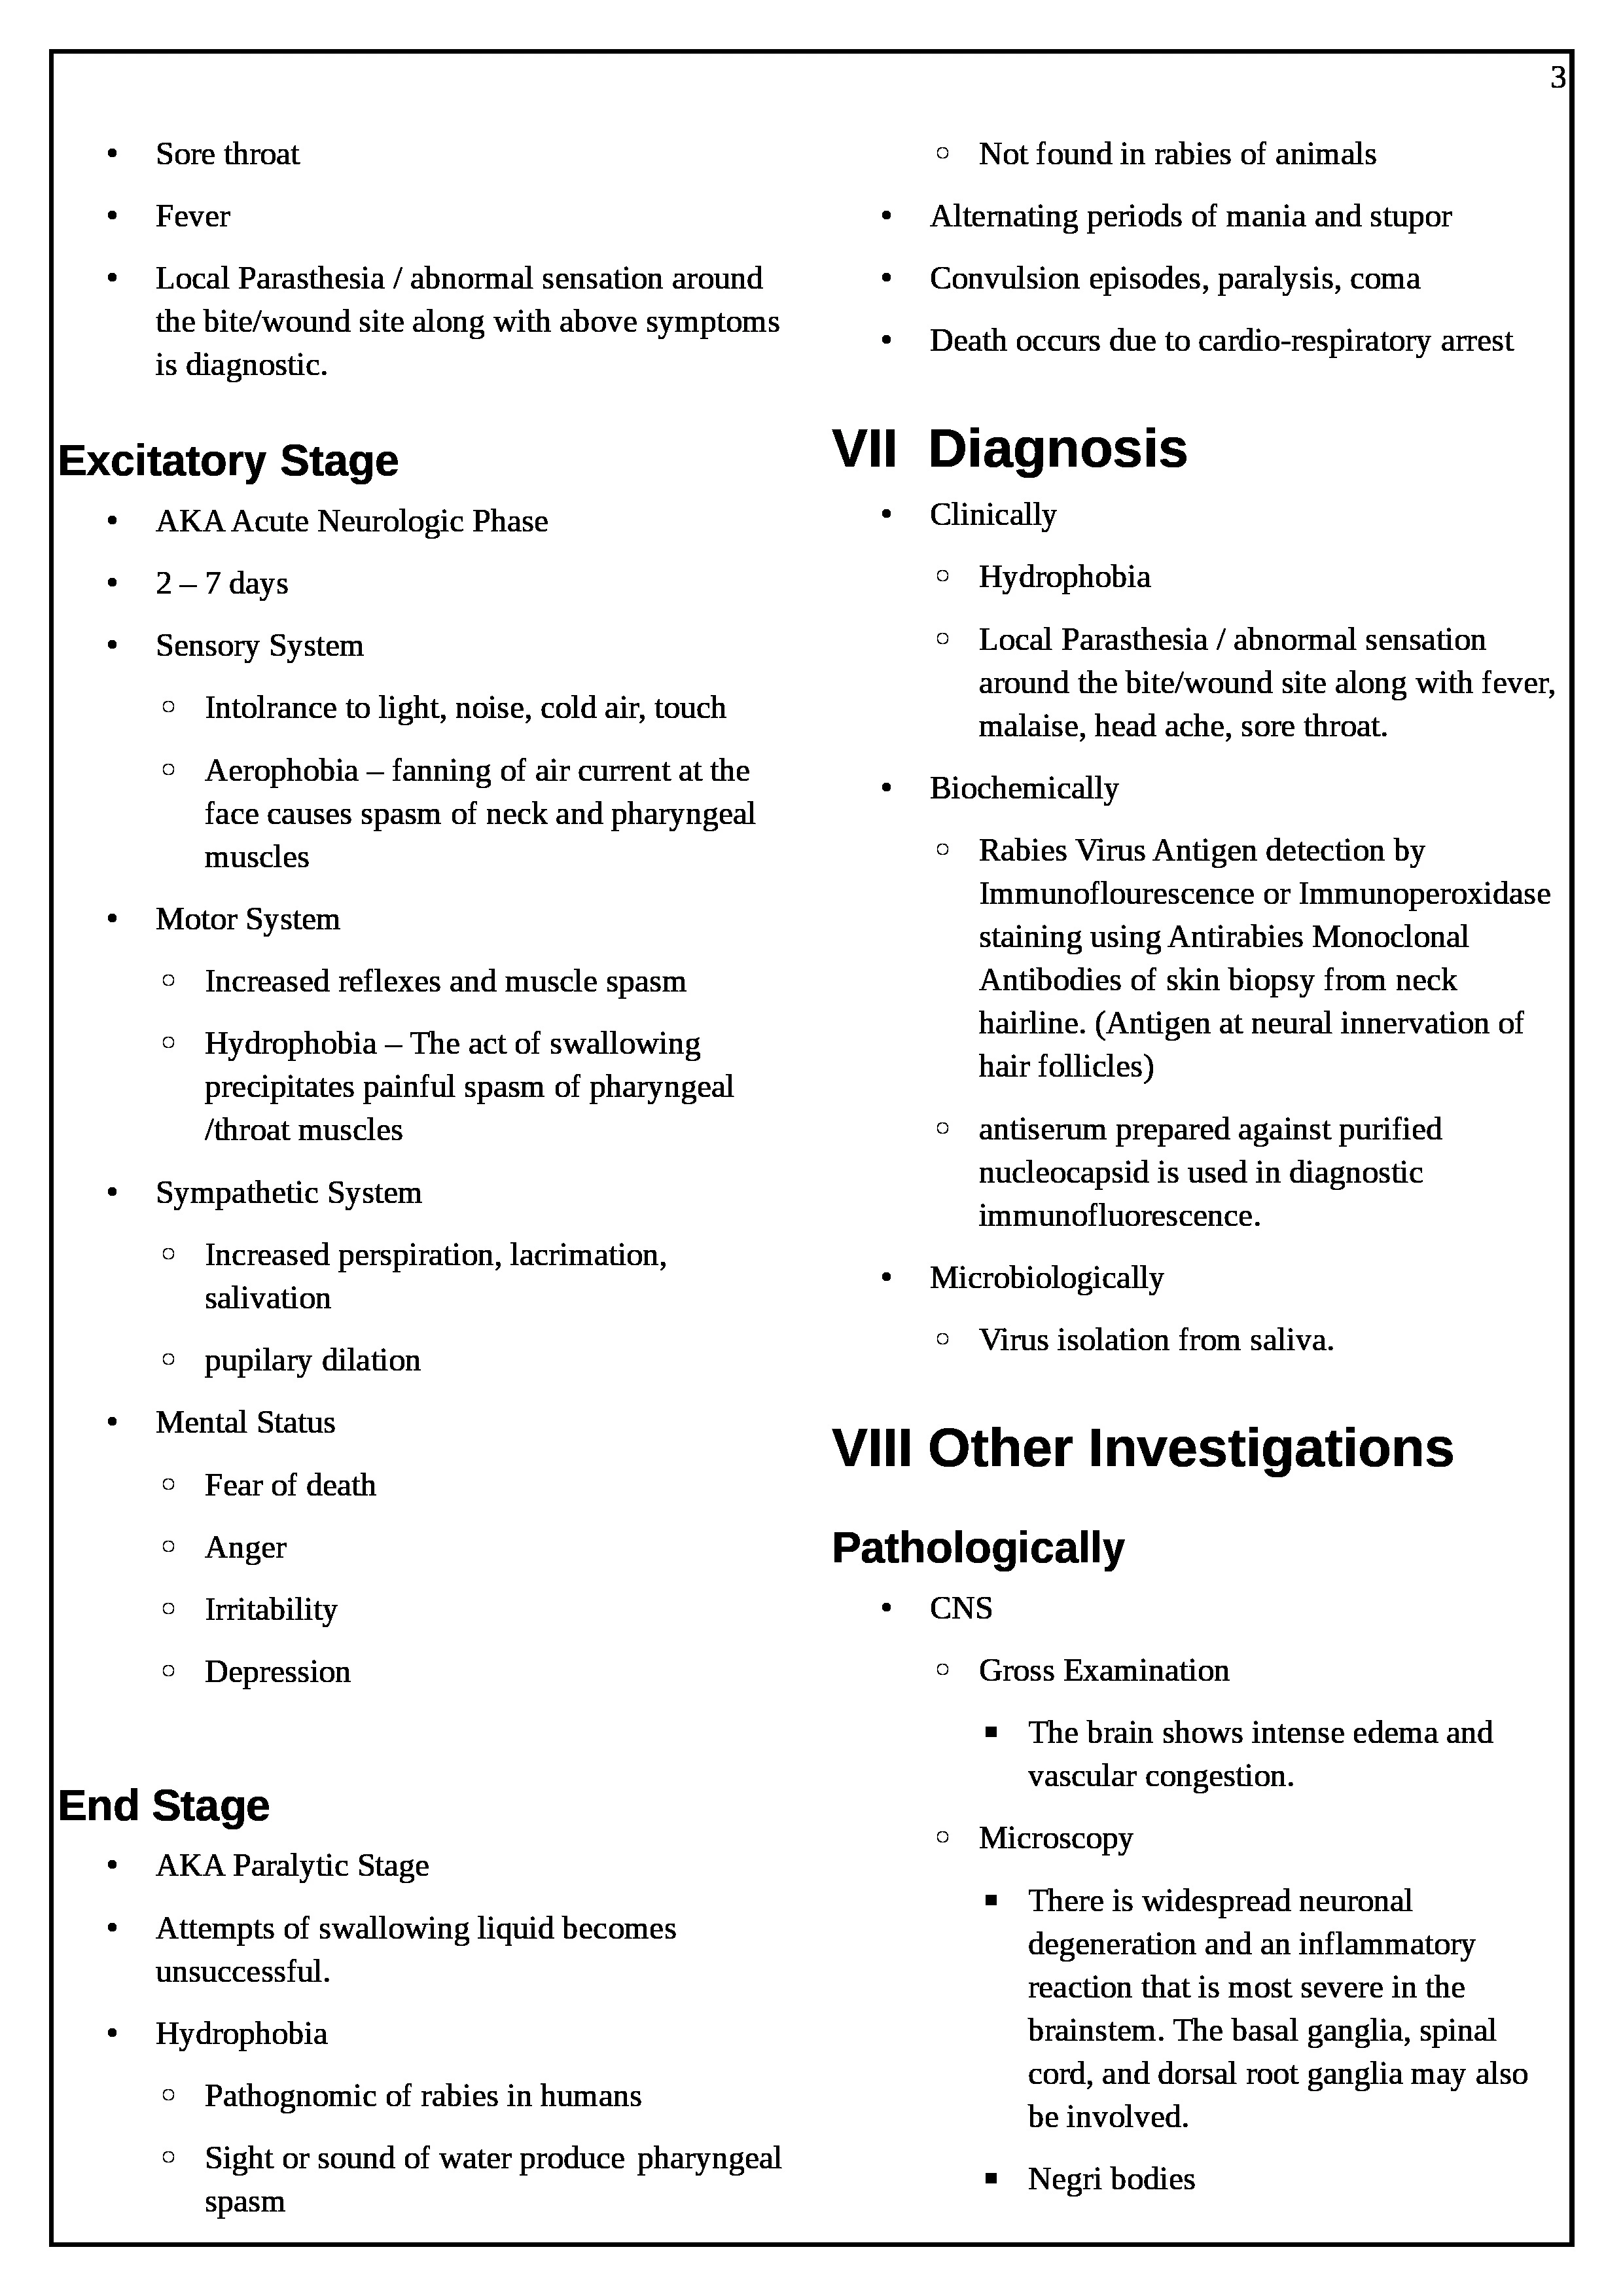 3
• Sore throat
• Fever
• Local Parasthesia / abnormal sensation around
the bite/wound site along with above symptoms
is diagnostic.
Excitatory Stage
• AKA Acute Neurologic Phase
• 2 – 7 days
• Sensory System
○ Intolrance to light, noise, cold air, touch
○ Aerophobia – fanning of air current at the
face causes spasm of neck and pharyngeal
muscles
• Motor System
○ Increased reflexes and muscle spasm
○ Hydrophobia – The act of swallowing
precipitates painful spasm of pharyngeal
/throat muscles
• Sympathetic System
○ Increased perspiration, lacrimation,
salivation
○ pupilary dilation
• Mental Status
○ Fear of death
○ Anger
○ Irritability
○ Depression
End Stage
• AKA Paralytic Stage
• Attempts of swallowing liquid becomes
unsuccessful.
• Hydrophobia
○ Pathognomic of rabies in humans
○ Sight or sound of water produce pharyngeal
spasm
○ Not found in rabies of animals
• Alternating periods of mania and stupor
• Convulsion episodes, paralysis, coma
• Death occurs due to cardio-respiratory arrest
VII Diagnosis
• Clinically
○ Hydrophobia
○ Local Parasthesia / abnormal sensation
around the bite/wound site along with fever,
malaise, head ache, sore throat.
• Biochemically
○ Rabies Virus Antigen detection by
Immunoflourescence or Immunoperoxidase
staining using Antirabies Monoclonal
Antibodies of skin biopsy from neck
hairline. (Antigen at neural innervation of
hair follicles)
○ antiserum prepared against purified
nucleocapsid is used in diagnostic
immunofluorescence.
• Microbiologically
○ Virus isolation from saliva.
VIII Other Investigations
Pathologically
• CNS
○ Gross Examination
▪ The brain shows intense edema and
vascular congestion.
○ Microscopy
▪ There is widespread neuronal
degeneration and an inflammatory
reaction that is most severe in the
brainstem. The basal ganglia, spinal
cord, and dorsal root ganglia may also
be involved.
▪ Negri bodies